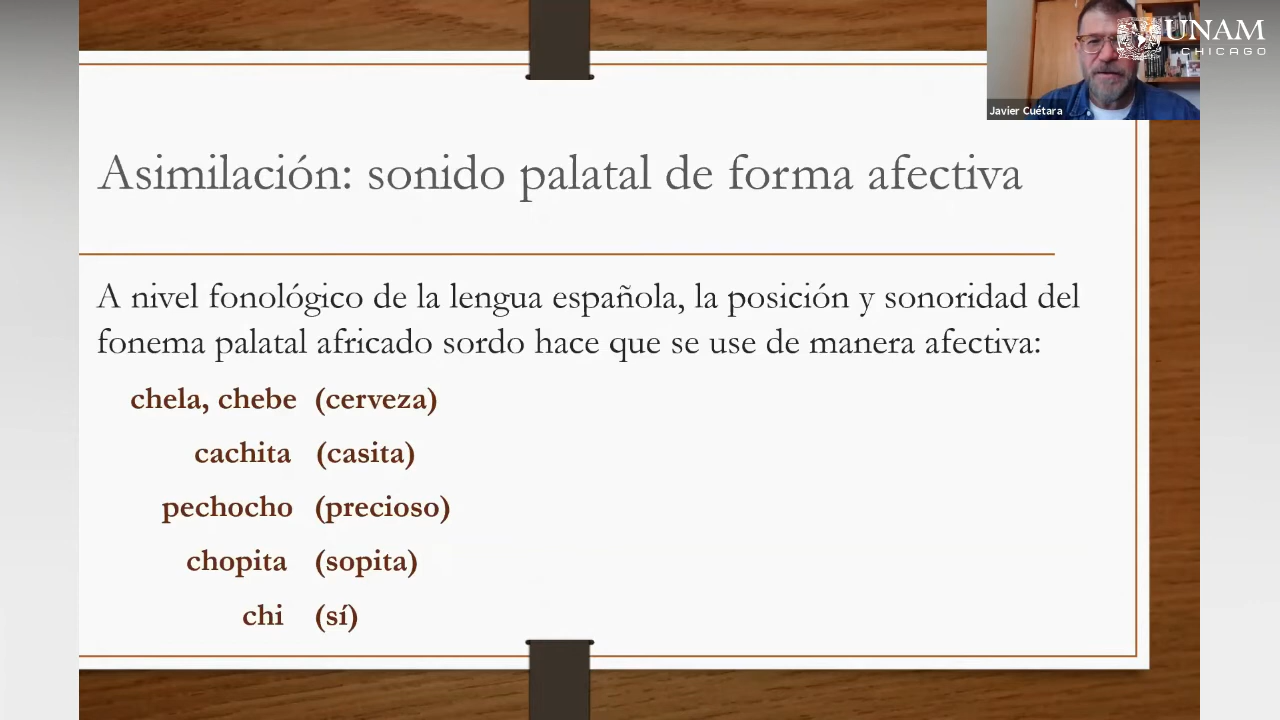 UNAM
CHICAGO
Javier Cuétara
Asimilación: sonido palatal de forma afectiva
A nivel fonológico de la lengua española, la posición y sonoridad del
fonema palatal africado sordo hace que se use de manera afectiva:
chela, chebe (cerveza)
cachita (casita)
pechocho (precioso)
chopita (sopita)
chi (sí)